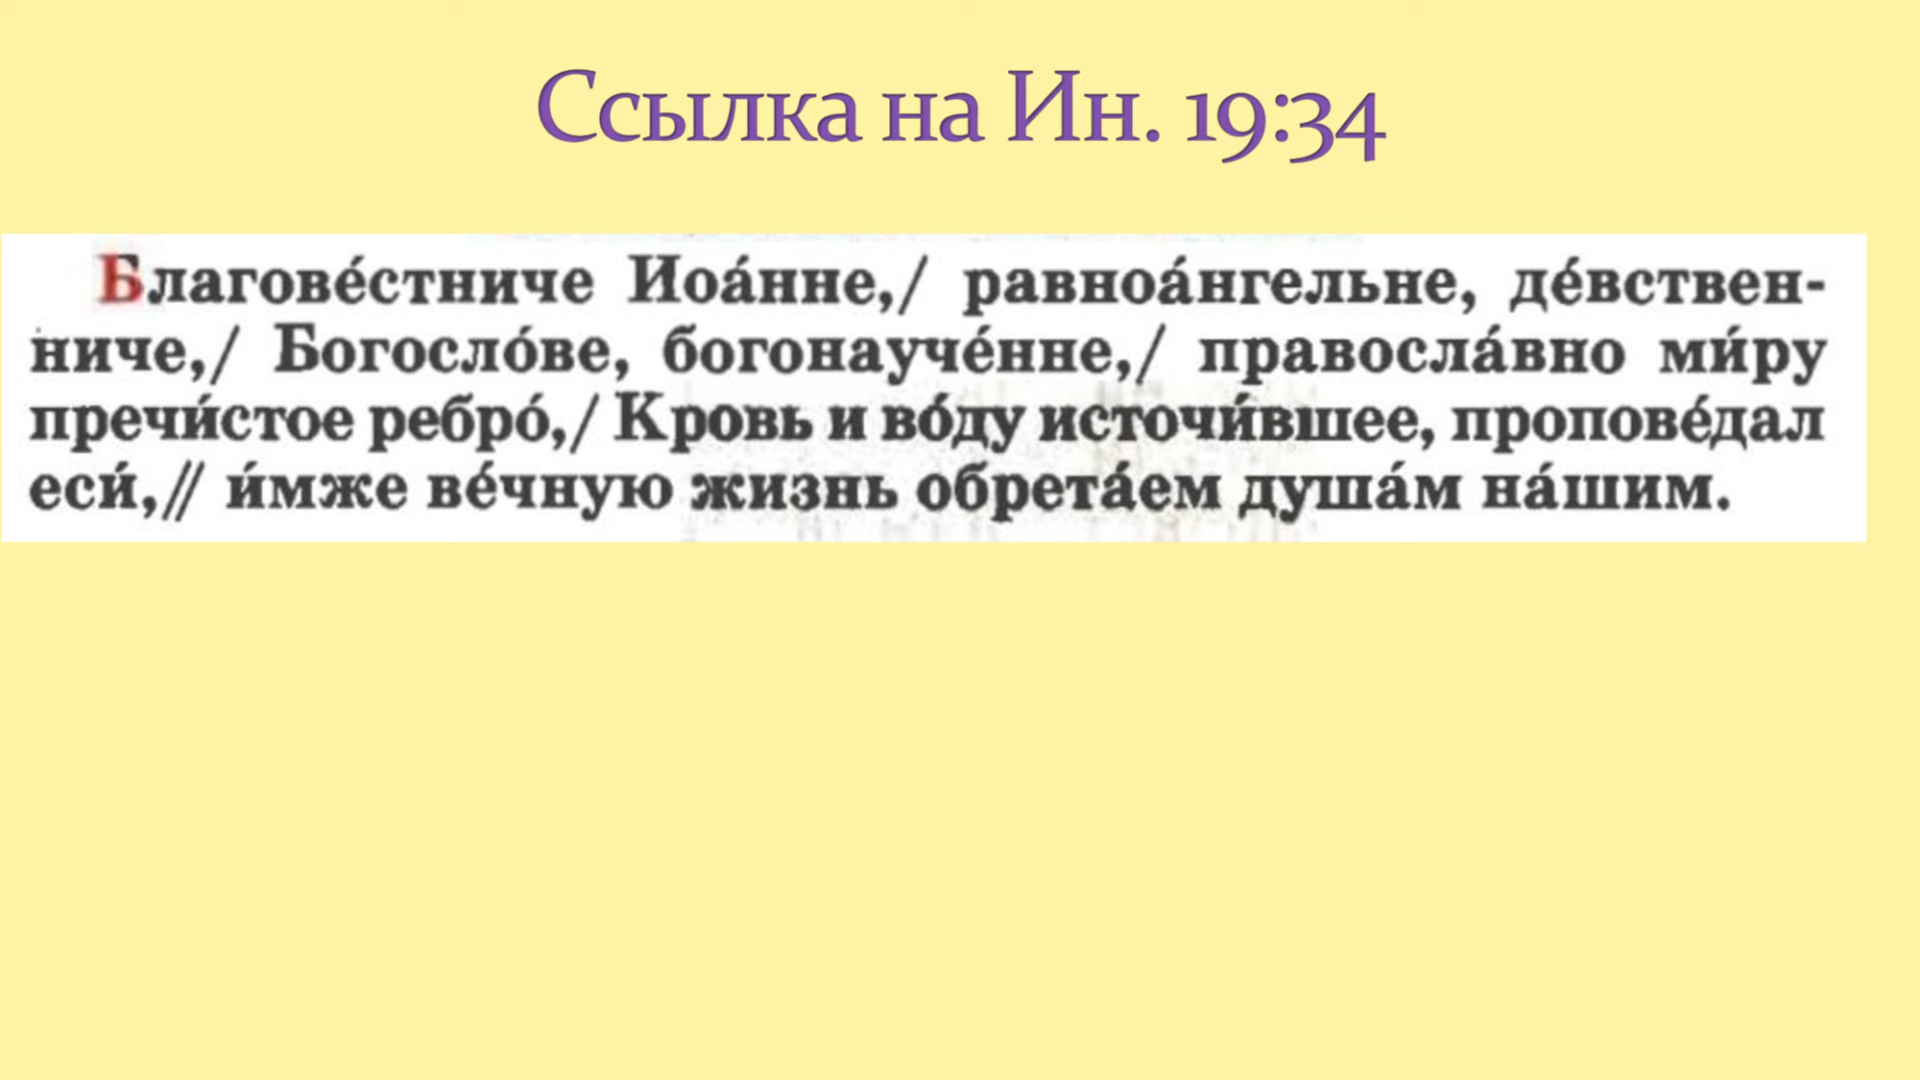 Ссылка на Ин. 19:34
Благове́стниче Иоа́нне,/ равноа́нгельне, де́вствен-
ниче,/ Богосло́ве, богонауче́нне,/ правосла́вно ми́ру
пречи́стое ребро́,/ Кровь и во́ду источи́вшее, пропове́дал
еси́,// и́мже ве́чную жизнь обрета́ем душа́м на́шим.